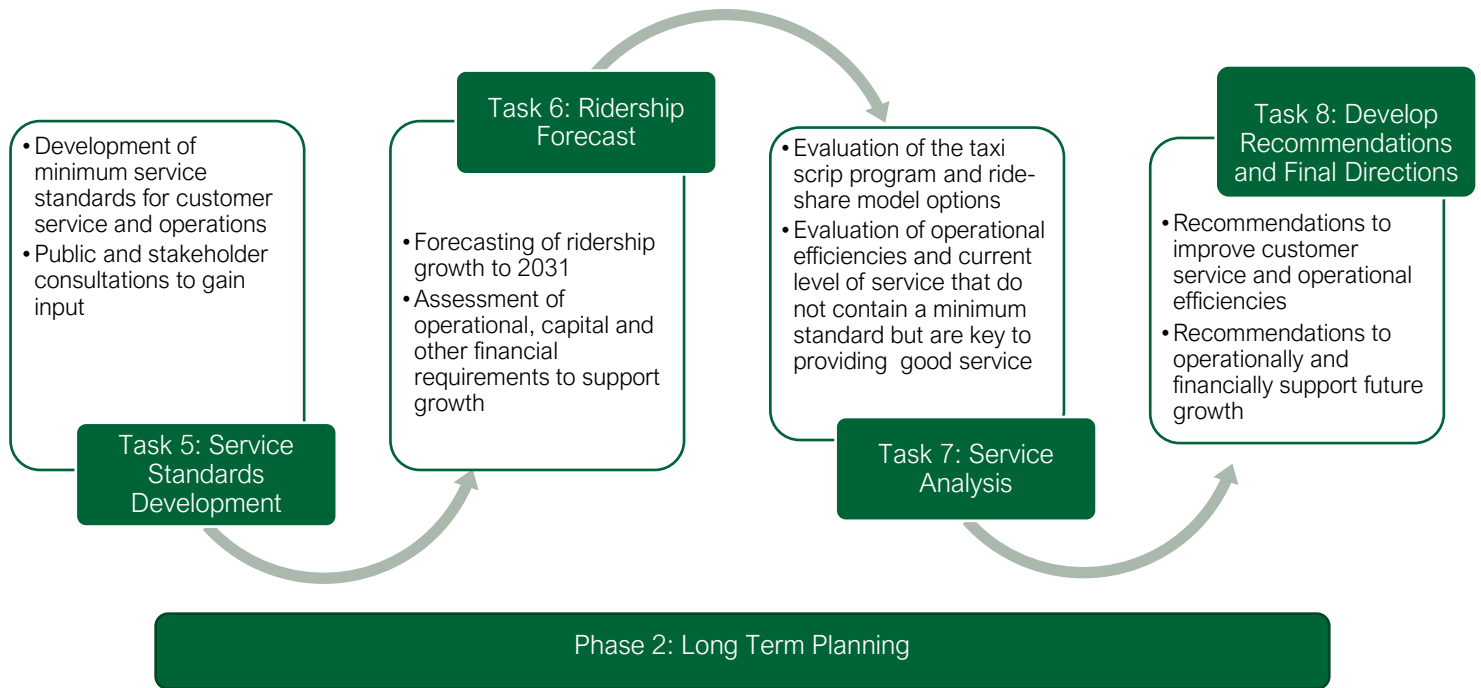 • Development of
minimum service
standards for customer
service and operations
• Public and stakeholder
consultations to gain
input
Task 5: Service
Standards
Development
Task 6: Ridership
Forecast
• Forecasting of ridership
growth to 2031
• Assessment of
operational, capital and
other financial
requirements to support
growth
• Evaluation of the taxi
scrip program and ride-
share model options
• Evaluation of operational
efficiencies and current
level of service that do
not contain a minimum
standard but are key to
providing good service
Task 7: Service
Analysis
Task 8: Develop
Recommendations
and Final Directions
• Recommendations to
improve customer
service and operational
efficiencies
• Recommendations to
operationally and
financially support future
growth
Phase 2: Long Term Planning